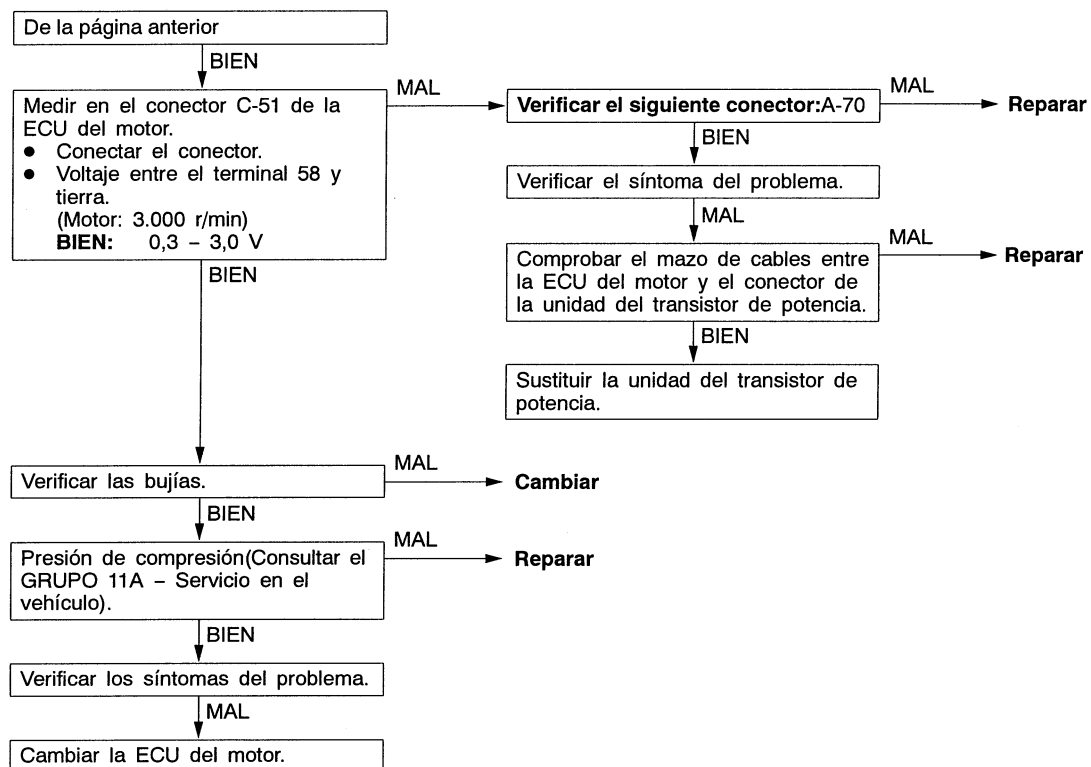 De la página anterior
BIEN
Medir en el conector C-51 de la
ECU del motor.
● Conectar el conector.
● Voltaje entre el terminal 58 y
tierra.
(Motor: 3.000 r/min)
BIEN: 0,3 – 3,0 V
MAL
Verificar el siguiente conector:A-70
MAL
Reparar
BIEN
Verificar el síntoma del problema.
MAL
Comprobar el mazo de cables entre
la ECU del motor y el conector de
la unidad del transistor de potencia.
MAL
Reparar
BIEN
Sustituir la unidad del transistor de
potencia.
BIEN
Verificar las bujías.
MAL
Cambiar
BIEN
Presión de compresión(Consultar el
GRUPO 11A – Servicio en el
vehículo).
MAL
Reparar
BIEN
Verificar los síntomas del problema.
MAL
Cambiar la ECU del motor.